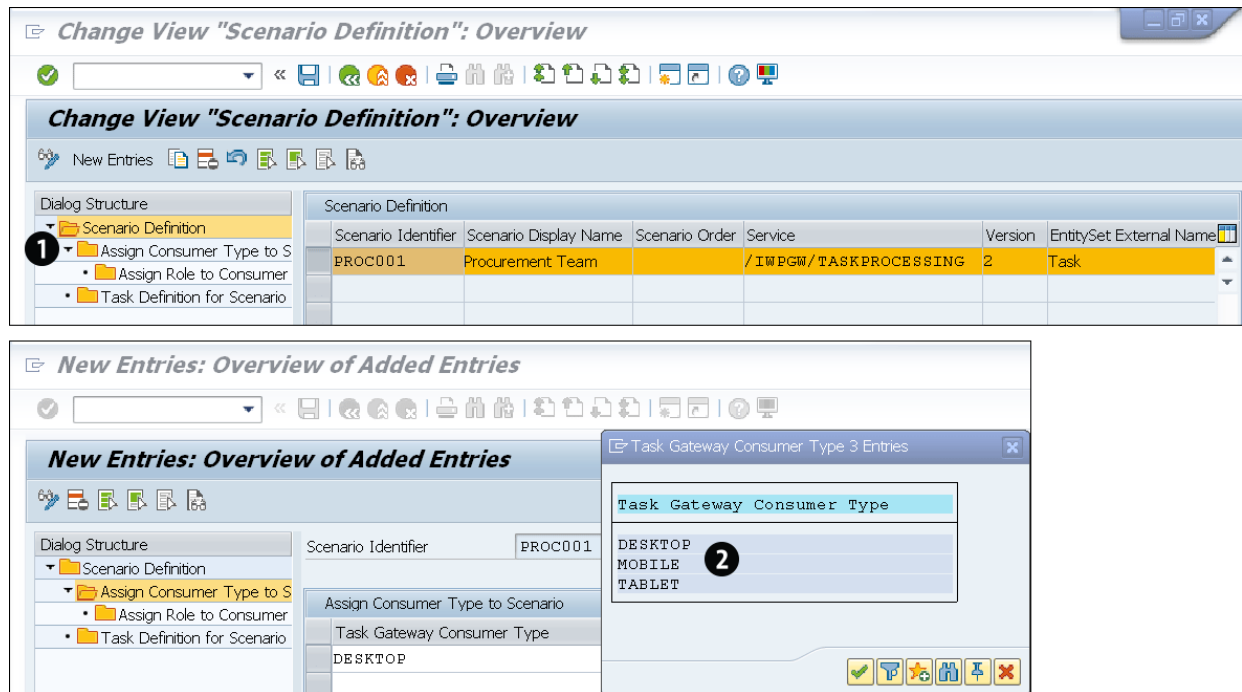 Change View "Scenario Definition": Overview
Change View "Scenario Definition": Overview
New Entries
Dialog Structure
Scenario Definition
Assign Consumer Type to S
Assign Role to Consumer
Task Definition for Scenario
1
Scenario Definition
Scenario Identifier Scenario Display Name Scenario Order Service Version EntitySet External Name
PROC001 Procurement Team /IWPGW/TASKPROCESSING 2 Task
New Entries: Overview of Added Entries
New Entries: Overview of Added Entries
Dialog Structure
Scenario Definition
Assign Consumer Type to S
Assign Role to Consumer
Task Definition for Scenario
Scenario Identifier PROC001
Assign Consumer Type to Scenario
Task Gateway Consumer Type
DESKTOP
Task Gateway Consumer Type 3 Entries
Task Gateway Consumer Type
DESKTOP
MOBILE
TABLET
2